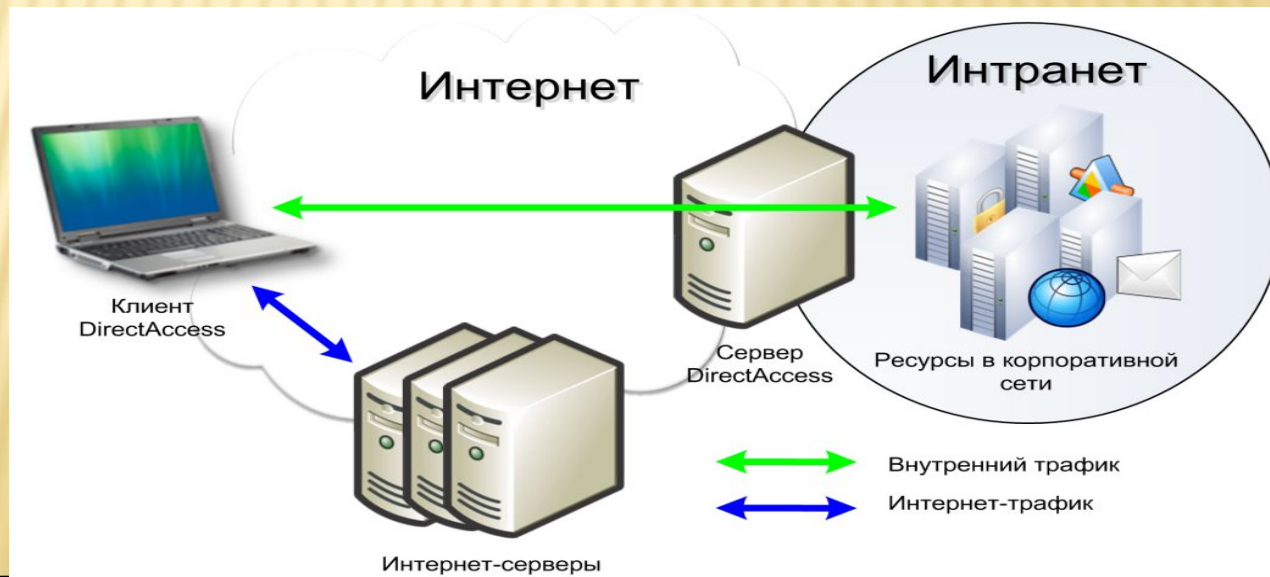 Интернет
Интранет
Клиент
DirectAccess
Сервер
DirectAccess
Ресурсы в корпоративной
сети
Внутренний трафик
Интернет-трафик
Интернет-серверы